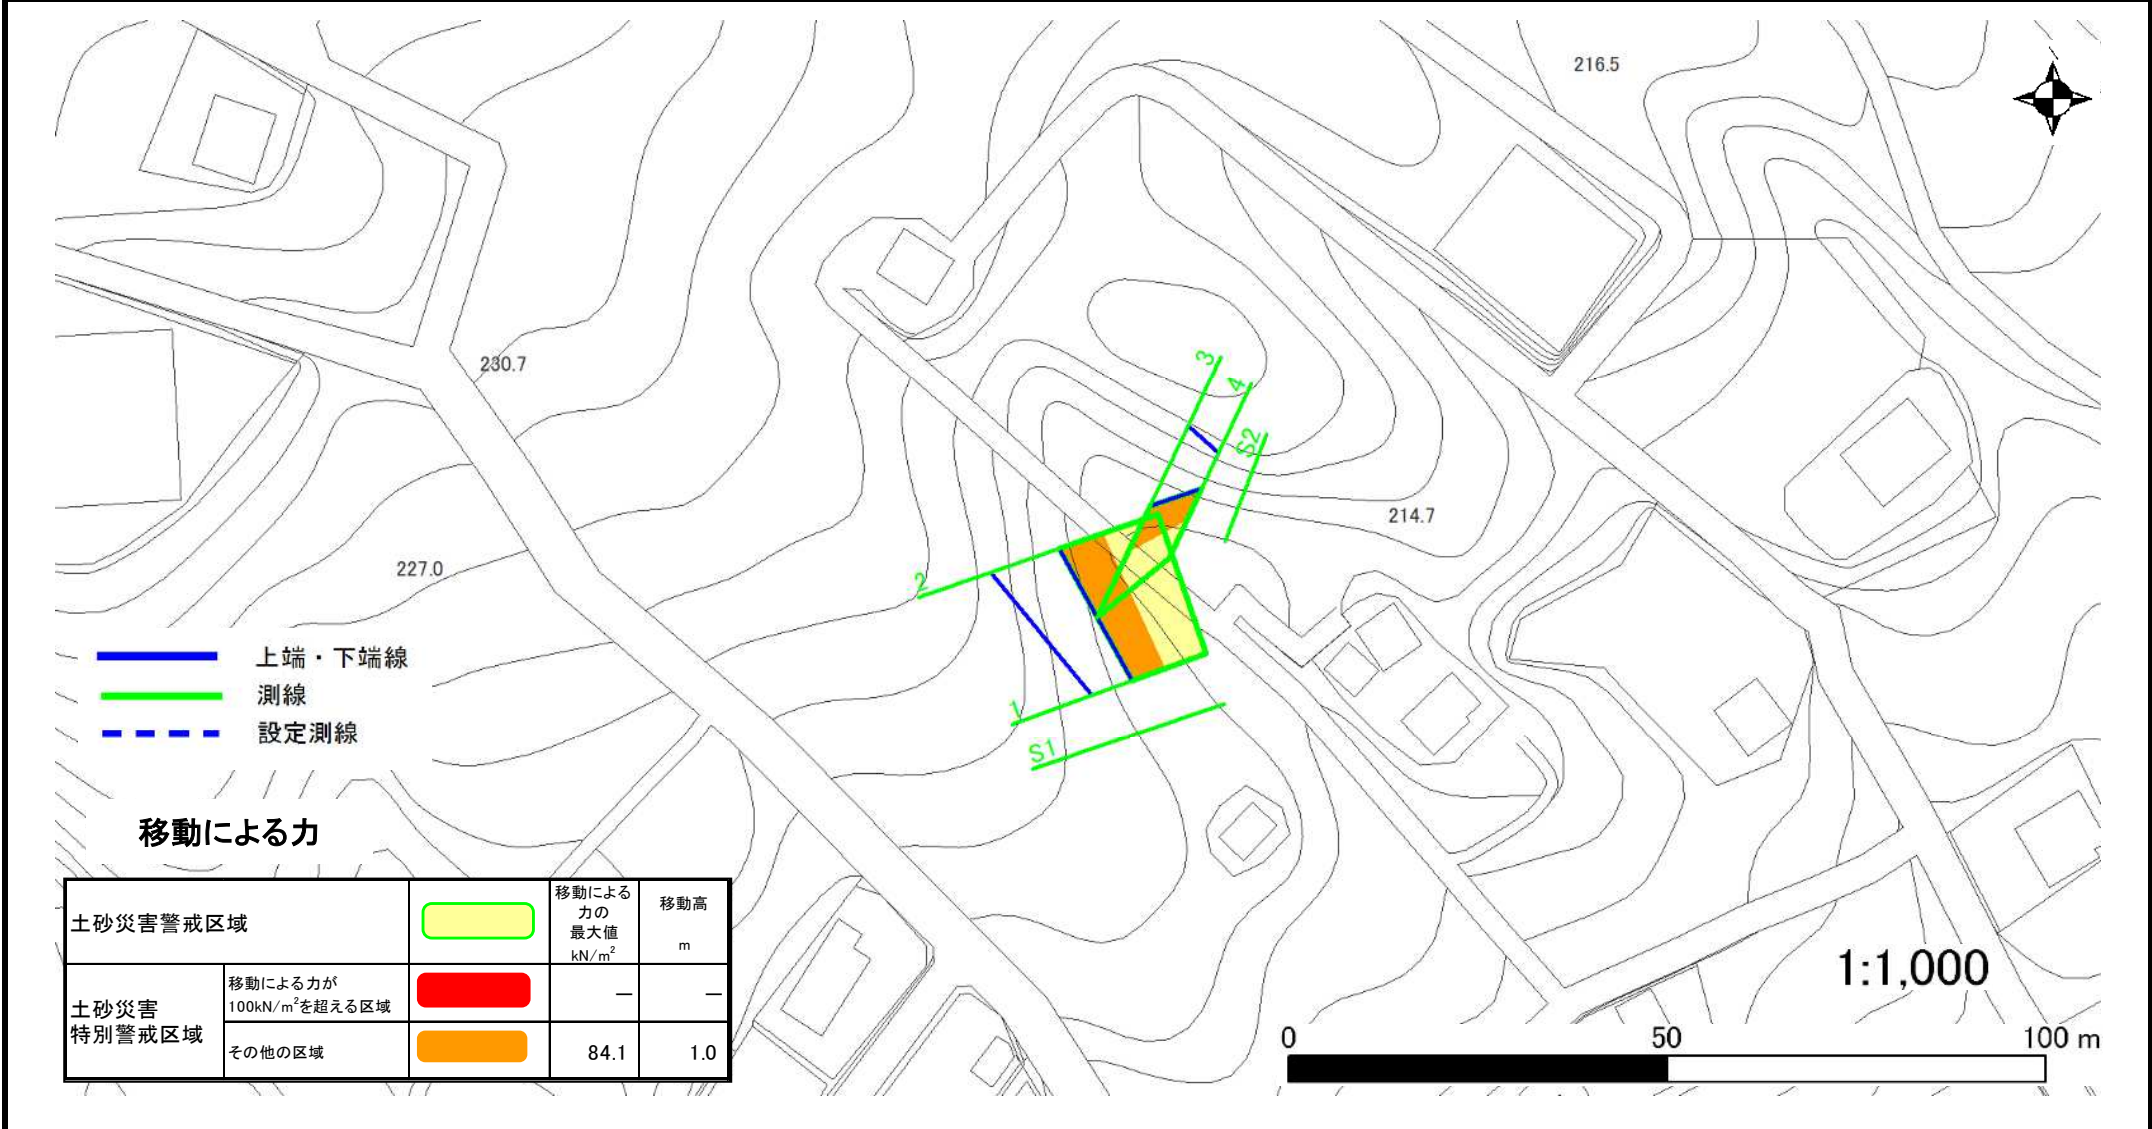 216.5
230.7
3
4
S2
214.7
227.0
2
1
S1
上端・下端線
測線
設定測線
移動による力
土砂災害警戒区域
移動による
力の
最大値
kN/m²
移動高
m
土砂災害
特別警戒区域
移動による力が
100kN/m²を超える区域
－
－
その他の区域
84.1
1.0
1:1,000
0
50
100 m